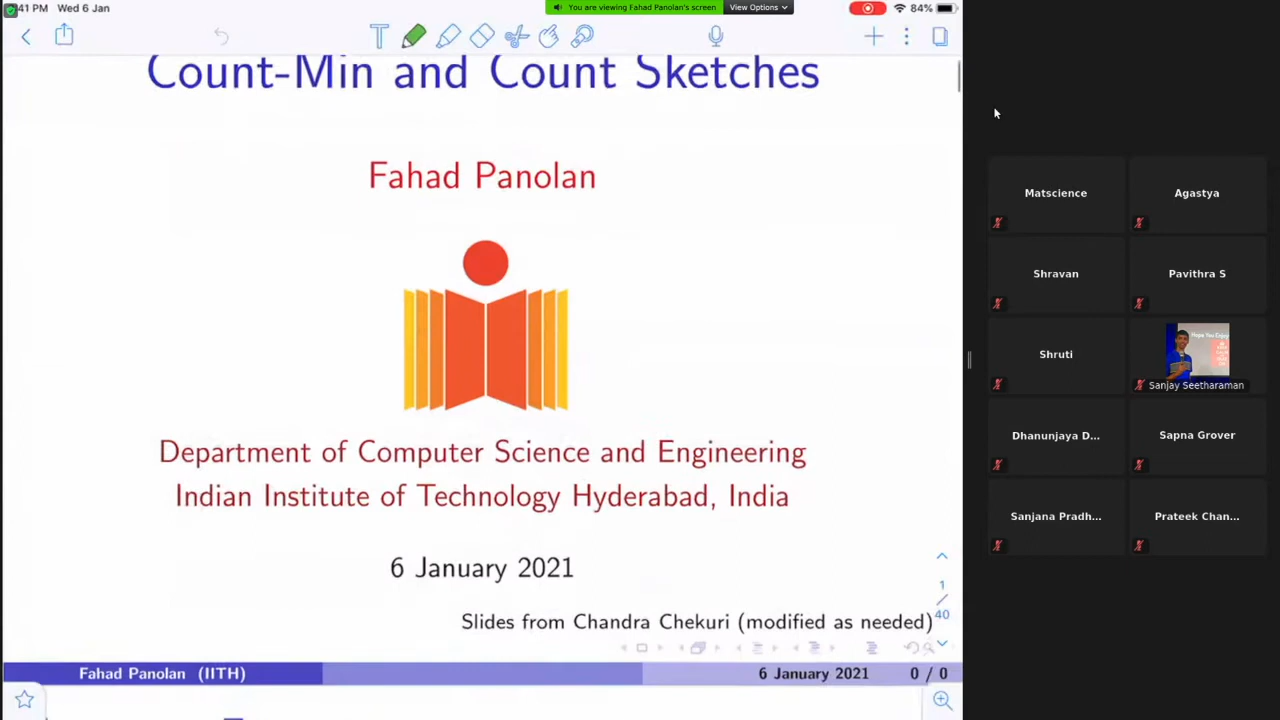 41 PM Wed 6 Jan
You are viewing Fahad Panolan's screen
View Options
84%
Count-Min and Count Sketches
Fahad Panolan
Department of Computer Science and Engineering
Indian Institute of Technology Hyderabad, India
6 January 2021
Slides from Chandra Chekuri (modified as needed)
1
40
Fahad Panolan (IITH)
6 January 2021
0 / 0
Matscience
Agastya
Shravan
Pavithra S
Shruti
Hope You Enjoy
Sanjay Seetharaman
Dhanunjaya D...
Sapna Grover
Sanjana Pradh...
Prateek Chan...